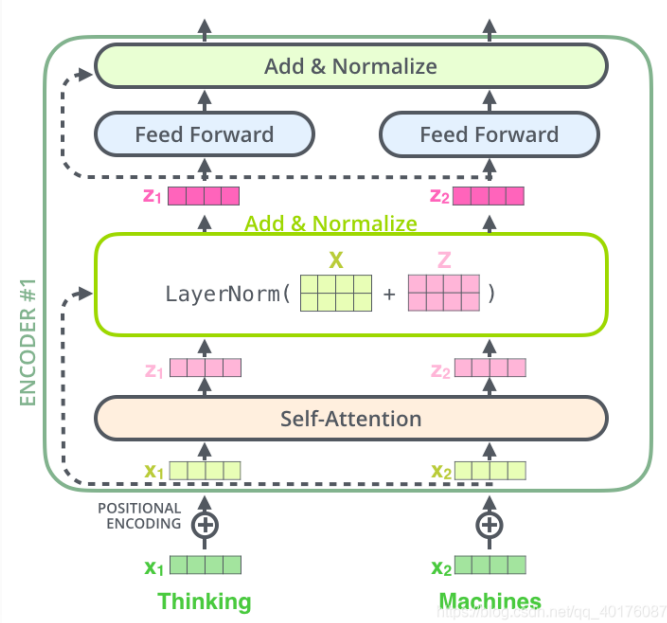 Add & Normalize
Feed Forward Feed Forward
z1 z2
Add & Normalize
X Z
LayerNorm( + )
ENCODER #1
z1 z2
Self-Attention
x1 x2
POSITIONAL
ENCODING
x1 x2
Thinking Machines
https://blog.csdn.net/qq_40176087